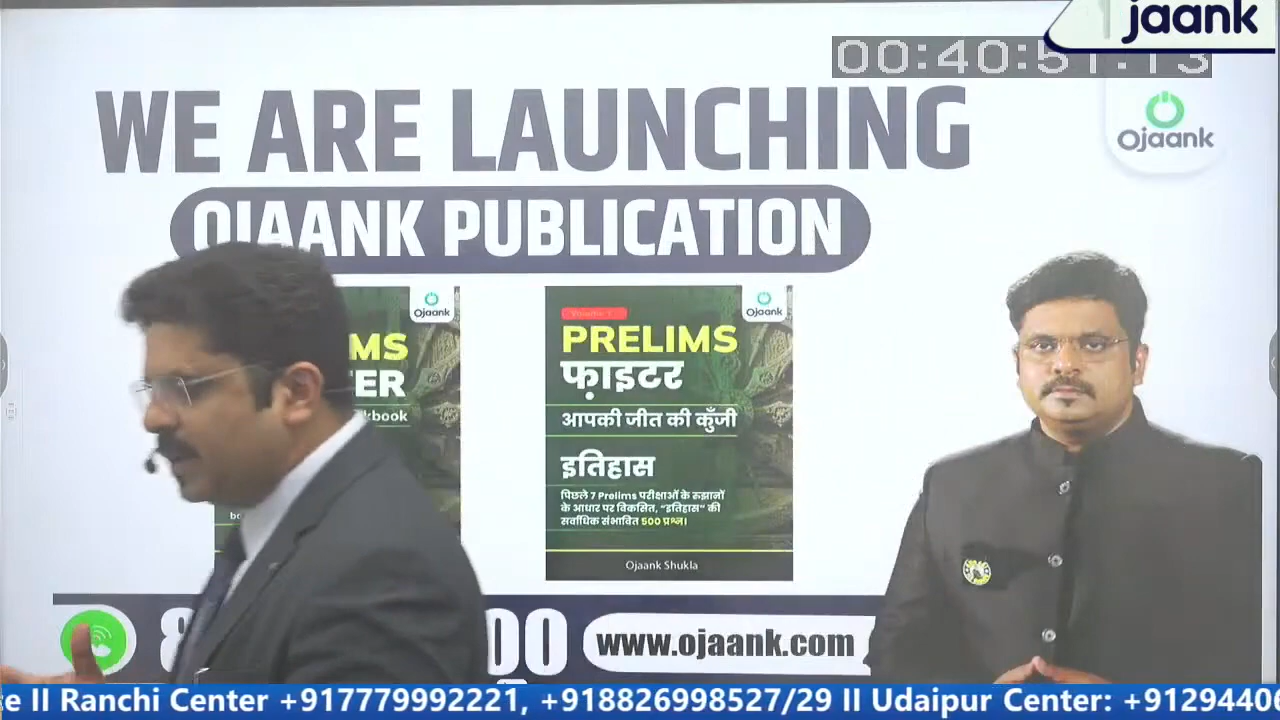 jaank
00:40:51:13
WE ARE LAUNCHING
Ojaank
OJAANK PUBLICATION
Ojaank
MS
ER
kbook
Ojaank
PRELIMS
फ़ाइटर
आपकी जीत की कुँजी
इतिहास
पिछले 7 Prelims परीक्षाओं के रुझानों
के आधार पर विकसित, "इतिहास" की
सर्वाधिक संभावित 500 प्रश्न।
Ojaank Shukla
8
00
www.ojaank.com
e II Ranchi Center +917779992221, +918826998527/29 II Udaipur Center: +91294406